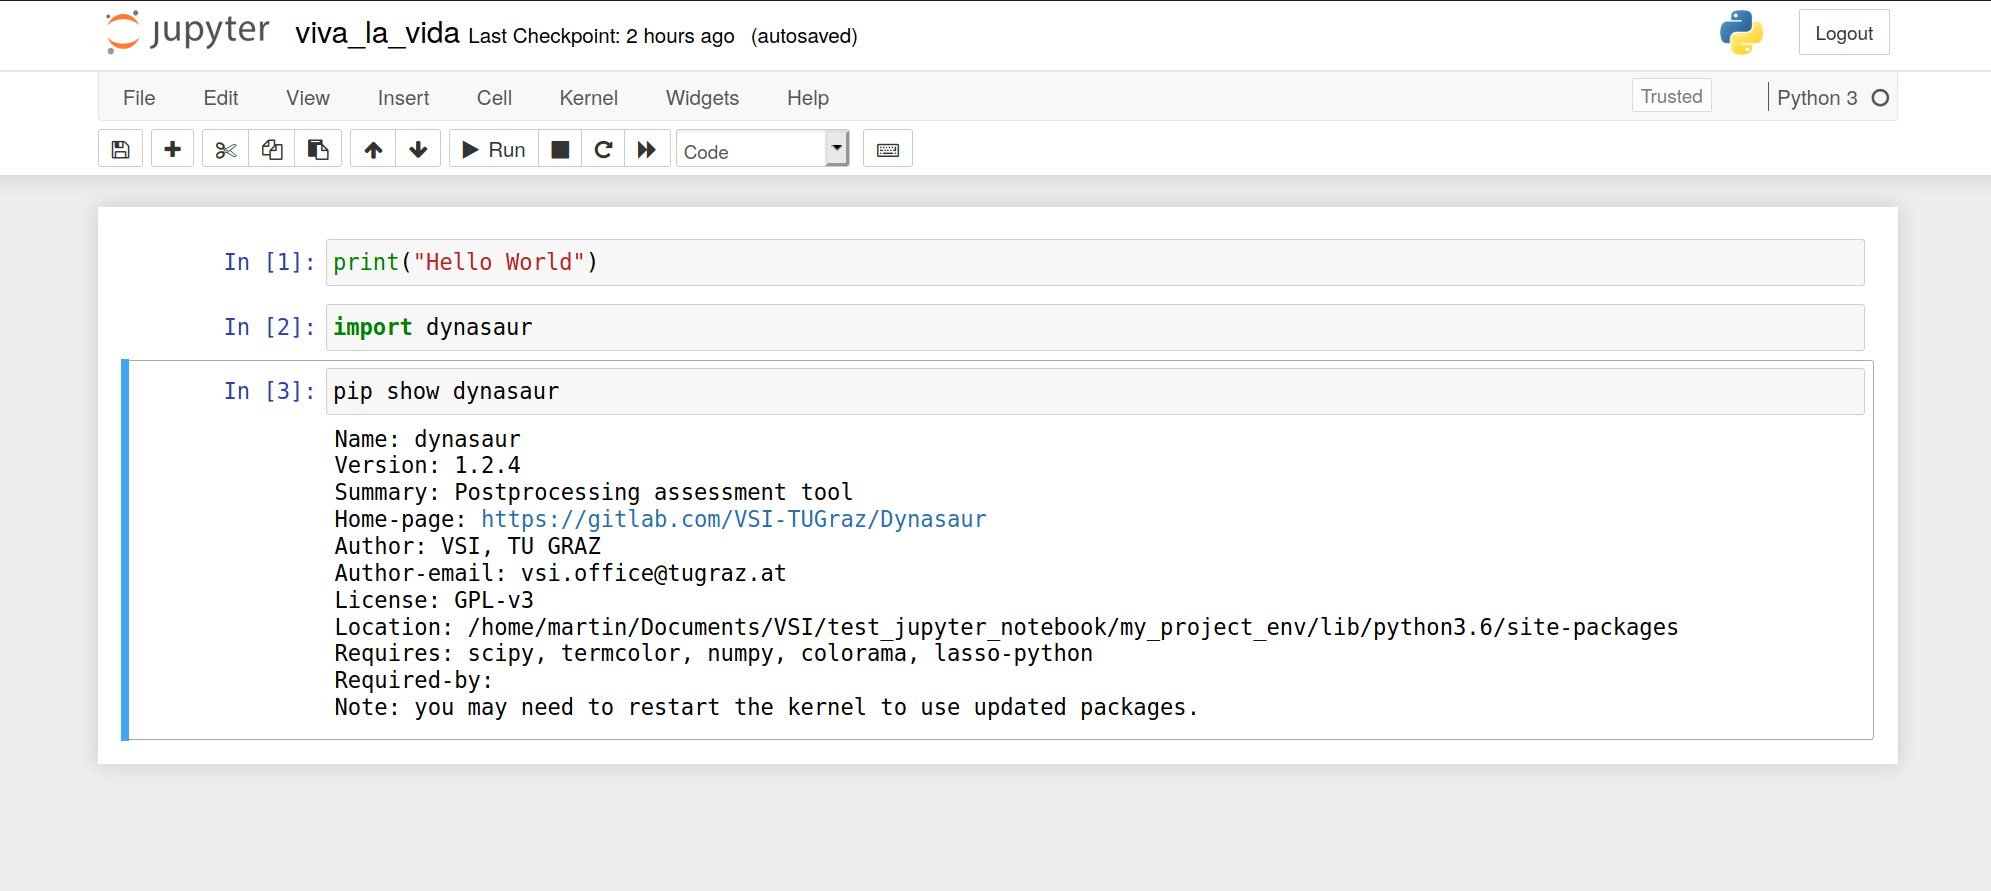 jupyter viva_la_vida Last Checkpoint: 2 hours ago (autosaved) Logout
File Edit View Insert Cell Kernel Widgets Help Trusted Python 3
Run Code
In [1]: print("Hello World")
In [2]: import dynasaur
In [3]: pip show dynasaur
Name: dynasaur
Version: 1.2.4
Summary: Postprocessing assessment tool
Home-page: https://gitlab.com/VSI-TUGraz/Dynasaur
Author: VSI, TU GRAZ
Author-email: vsi.office@tugraz.at
License: GPL-v3
Location: /home/martin/Documents/VSI/test_jupyter_notebook/my_project_env/lib/python3.6/site-packages
Requires: scipy, termcolor, numpy, colorama, lasso-python
Required-by:
Note: you may need to restart the kernel to use updated packages.